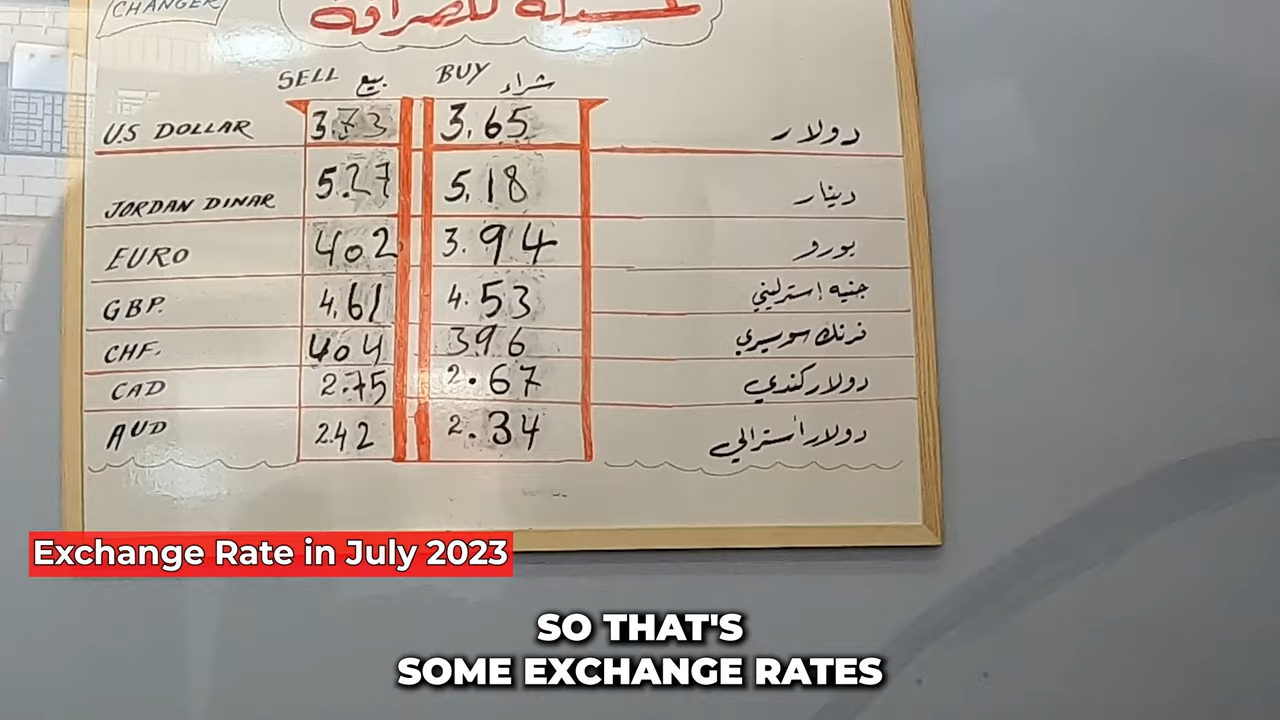 CHANGER
للصرافة
SELL بيع BUY شراء
U.S DOLLAR 3.73 3.65 دولار
JORDAN DINAR 5.27 5.18 دينار
EURO 402 3.94 يورو
GBP. 4.61 4.53 جنيه إسترليني
CHF. 404 396 فرنك سويسري
CAD 2.75 2.67 دولار كندي
AUD 2.42 2.34 دولار أسترالي
Exchange Rate in July 2023
SO THAT'S
SOME EXCHANGE RATES